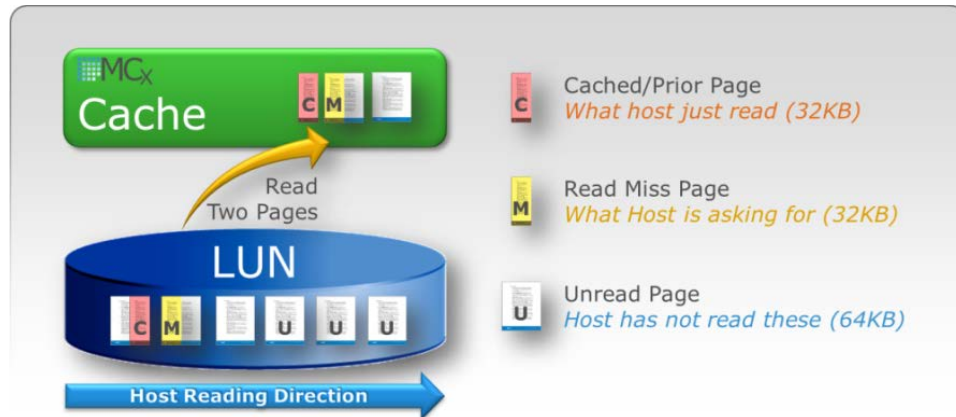 MCx
Cache
C M
Read
Two Pages
LUN
C M U U U
Host Reading Direction
C
Cached/Prior Page
What host just read (32KB)
M
Read Miss Page
What Host is asking for (32KB)
U
Unread Page
Host has not read these (64KB)